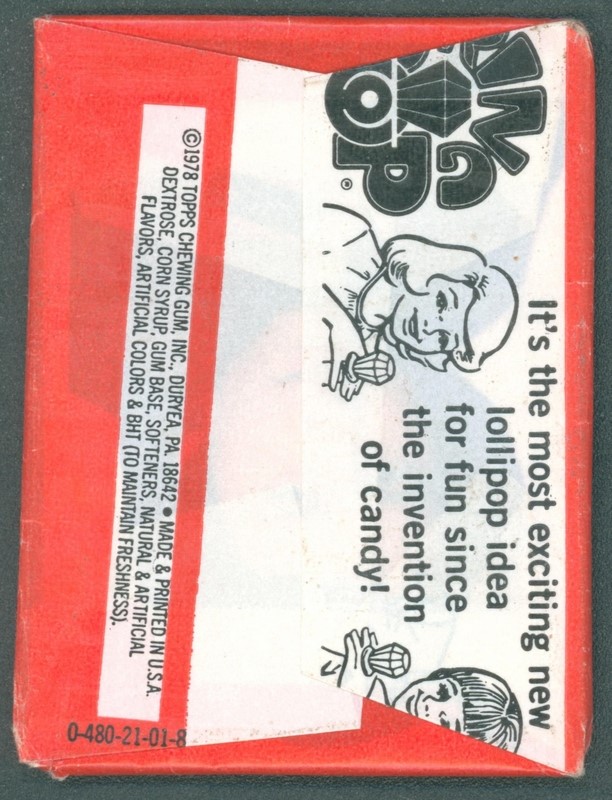 RING
POP®
It's the most exciting new
lollipop idea
for fun since
the invention
of candy!
©1978 TOPPS CHEWING GUM, INC., DURYEA, PA. 18642 • MADE & PRINTED IN U.S.A.
DEXTROSE, CORN SYRUP, GUM BASE, SOFTENERS, NATURAL & ARTIFICIAL
FLAVORS, ARTIFICIAL COLORS & BHT (TO MAINTAIN FRESHNESS).
0-480-21-01-8